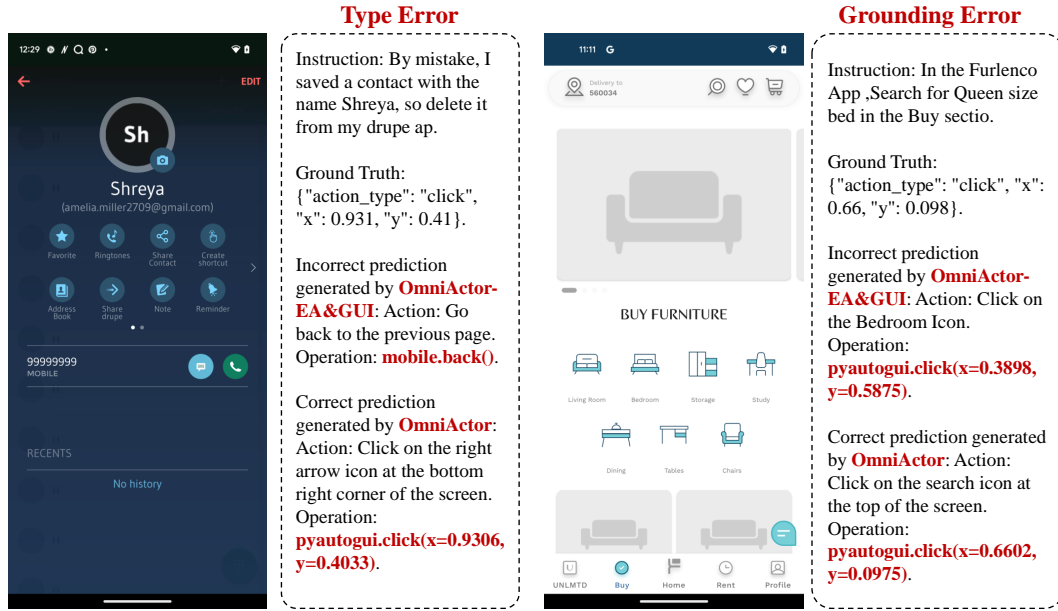 Type Error
Grounding Error
12:29
EDIT
Sh
Shreya
(amelia.miller2709@gmail.com)
Favorite
Ringtones
Share
Contact
Create
shortcut
Address
Book
Share
drupe
Note
Reminder
99999999
MOBILE
RECENTS
No history
Instruction: By mistake, I
saved a contact with the
name Shreya, so delete it
from my drupe ap.
Ground Truth:
{"action_type": "click",
"x": 0.931, "y": 0.41}.
Incorrect prediction
generated by OmniActor-
EA&GUI: Action: Go
back to the previous page.
Operation: mobile.back().
Correct prediction
generated by OmniActor:
Action: Click on the right
arrow icon at the bottom
right corner of the screen.
Operation:
pyautogui.click(x=0.9306,
y=0.4033).
11:11 G
Delivery to
560034
BUY FURNITURE
Living Room
Bedroom
Storage
Study
Dining
Tables
Chairs
U
UNLMTD
Buy
Home
Rent
Profile
Instruction: In the Furlenco
App ,Search for Queen size
bed in the Buy sectio.
Ground Truth:
{"action_type": "click", "x":
0.66, "y": 0.098}.
Incorrect prediction
generated by OmniActor-
EA&GUI: Action: Click on
the Bedroom Icon.
Operation:
pyautogui.click(x=0.3898,
y=0.5875).
Correct prediction generated
by OmniActor: Action:
Click on the search icon at
the top of the screen.
Operation:
pyautogui.click(x=0.6602,
y=0.0975).